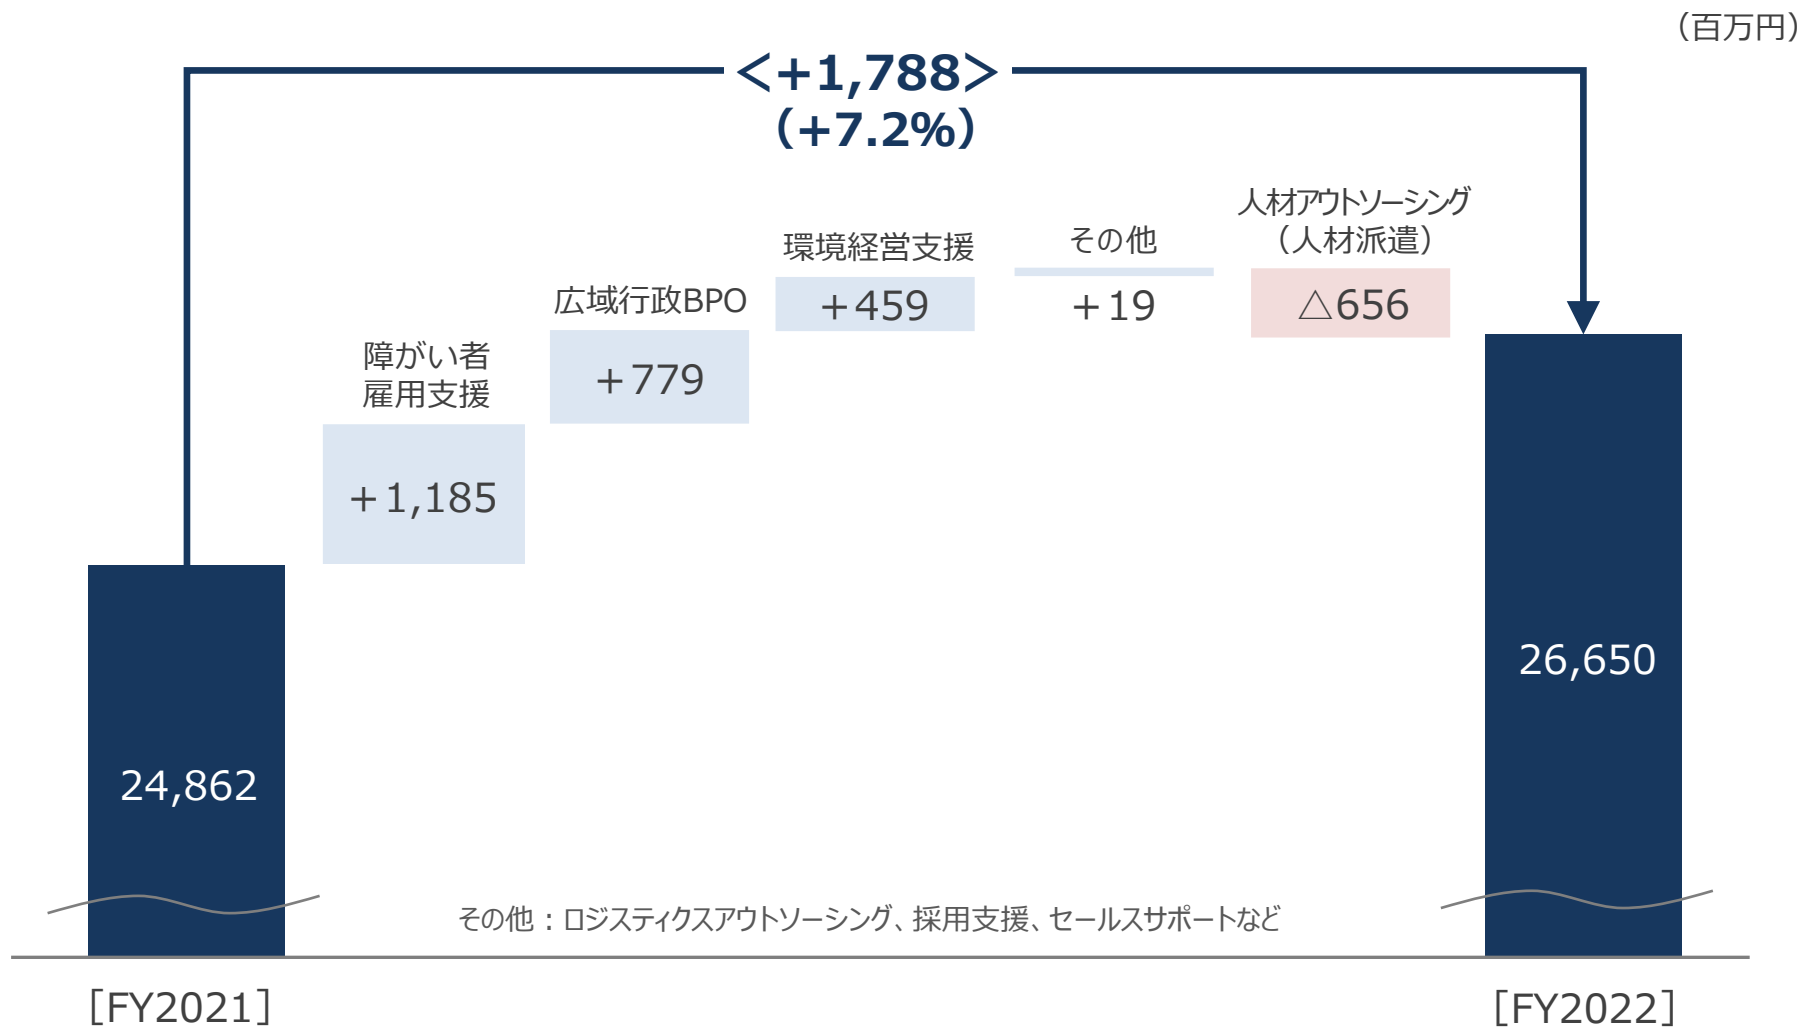 （百万円）
＜+1,788＞
（+7.2%）
人材アウトソーシング
（人材派遣）
その他
環境経営支援
広域行政BPO
障がい者
雇用支援
＋1,185
＋779
＋459
＋19
△656
24,862
26,650
その他：ロジスティクスアウトソーシング、採用支援、セールスサポートなど
［FY2021］
［FY2022］